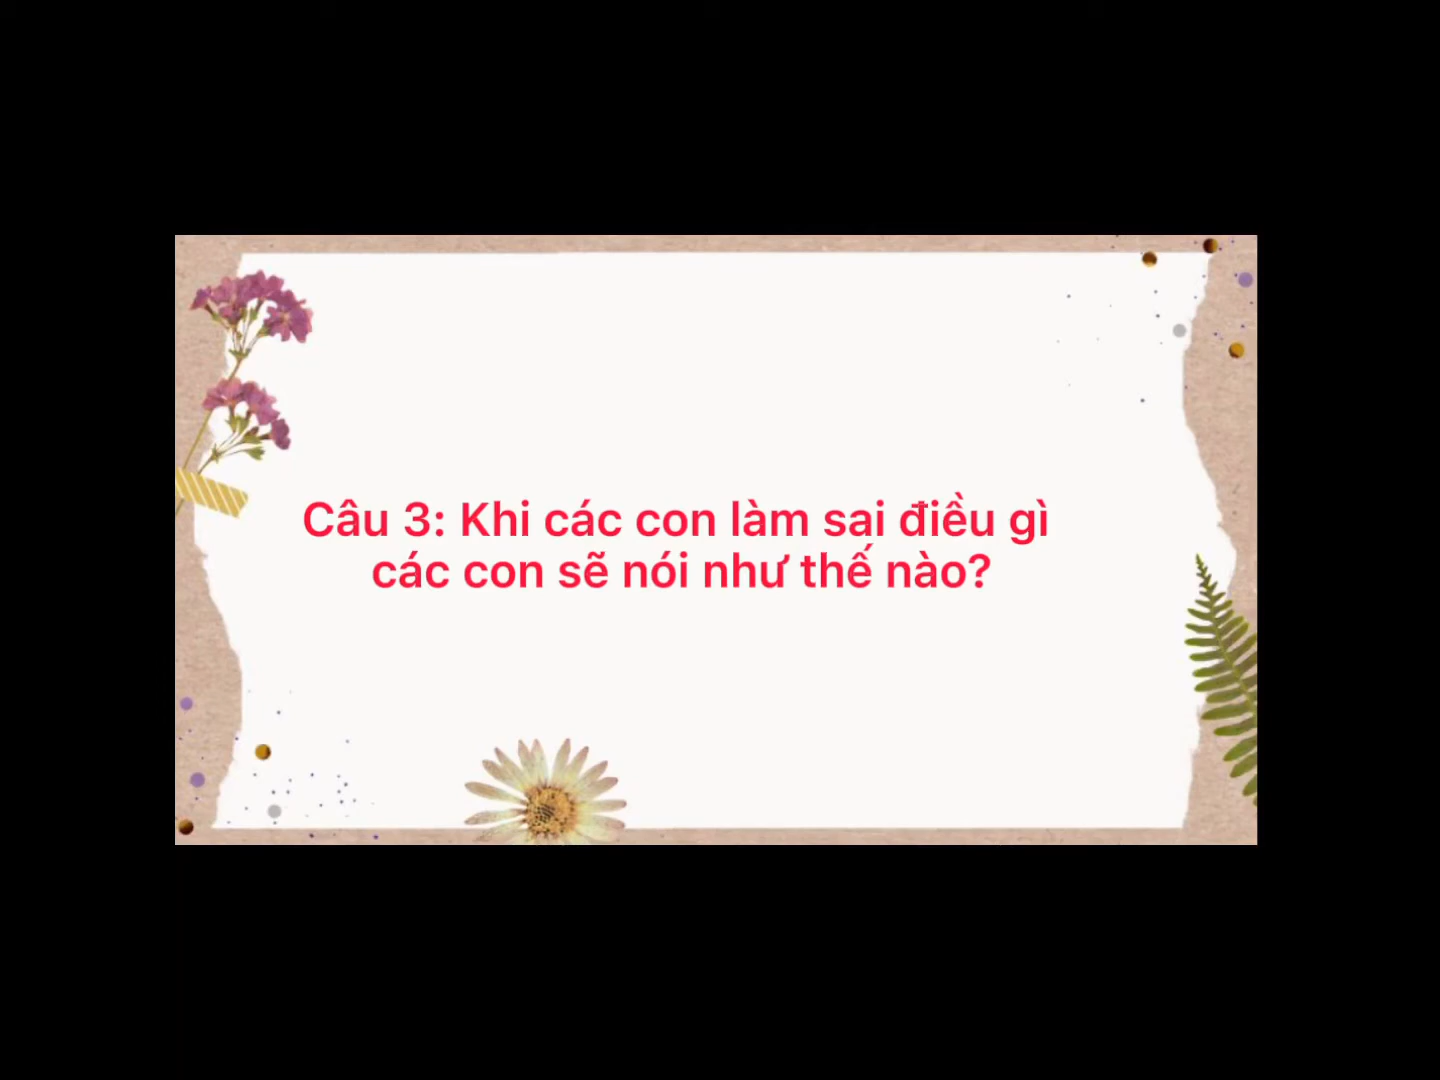 Câu 3: Khi các con làm sai điều gì
các con sẽ nói như thế nào?